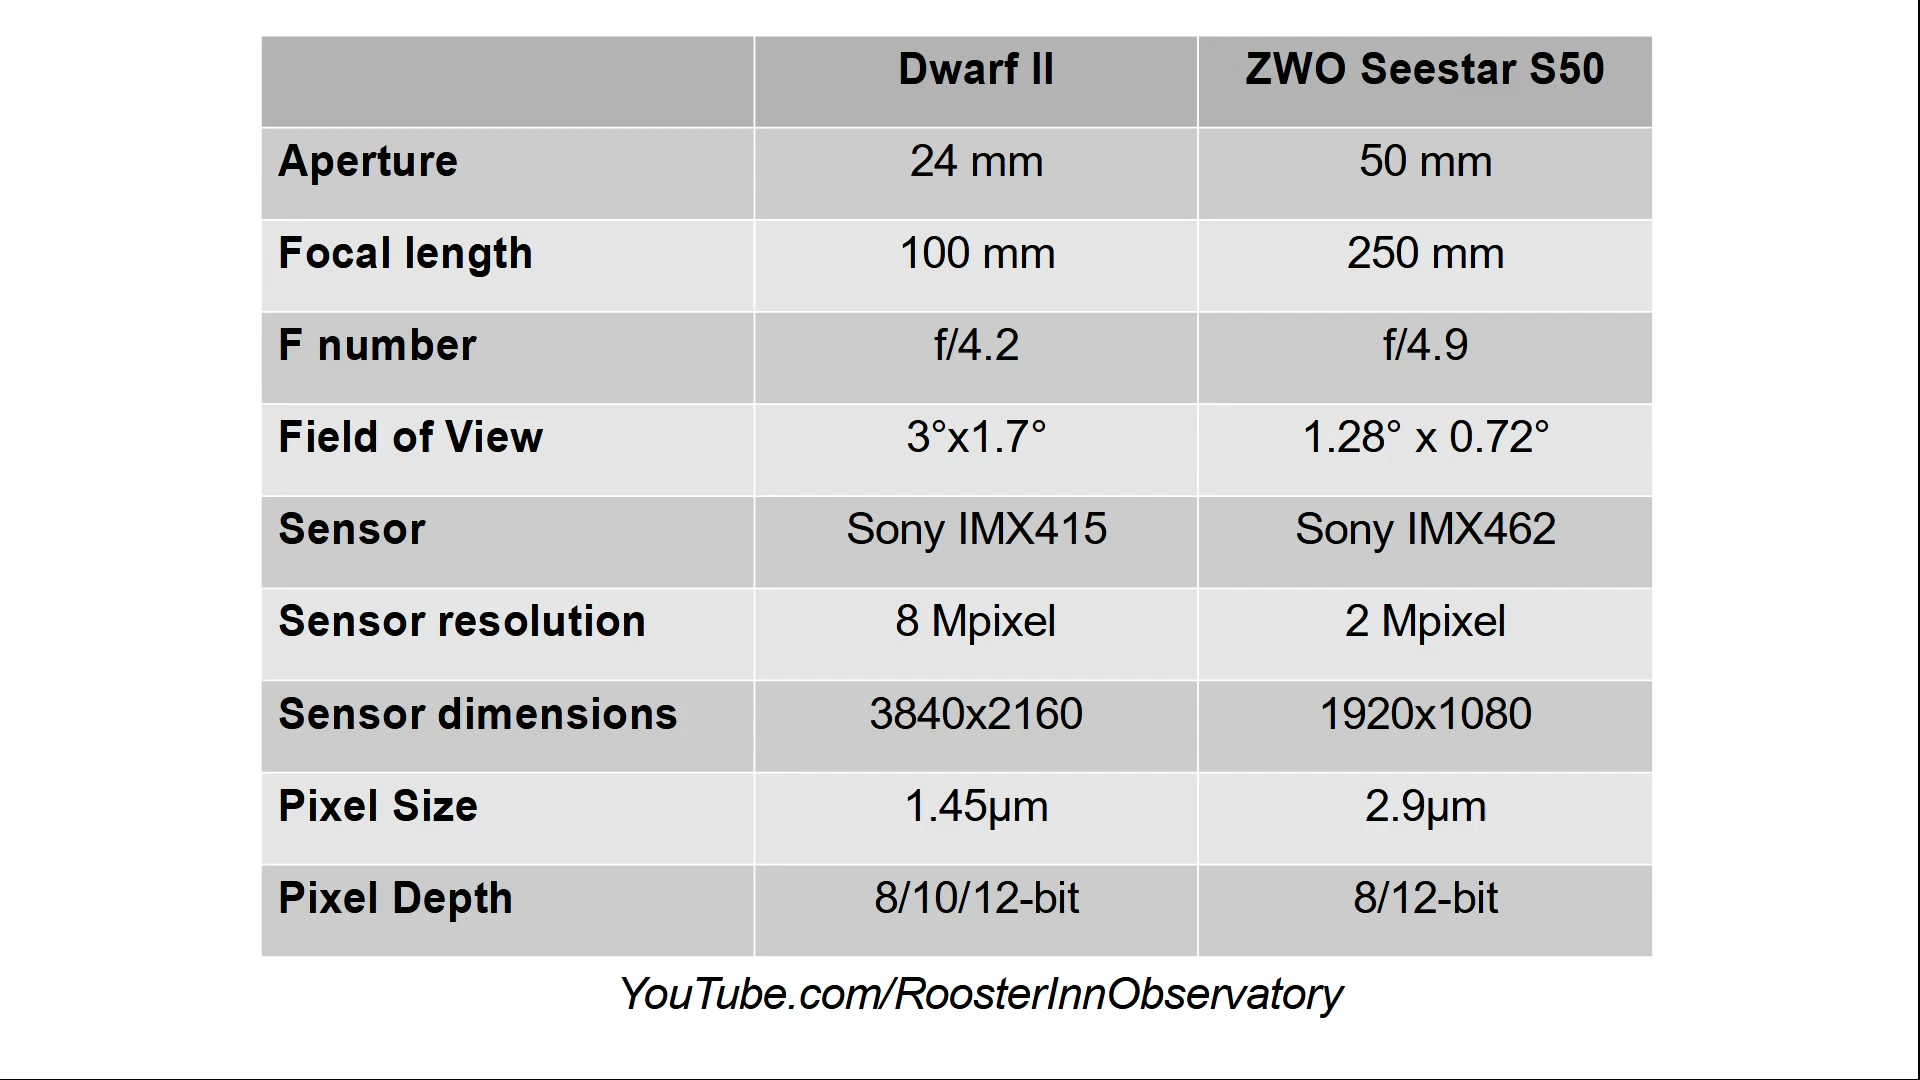 Dwarf II ZWO Seestar S50
Aperture 24 mm 50 mm
Focal length 100 mm 250 mm
F number f/4.2 f/4.9
Field of View 3°x1.7° 1.28° x 0.72°
Sensor Sony IMX415 Sony IMX462
Sensor resolution 8 Mpixel 2 Mpixel
Sensor dimensions 3840x2160 1920x1080
Pixel Size 1.45µm 2.9µm
Pixel Depth 8/10/12-bit 8/12-bit
YouTube.com/RoosterInnObservatory